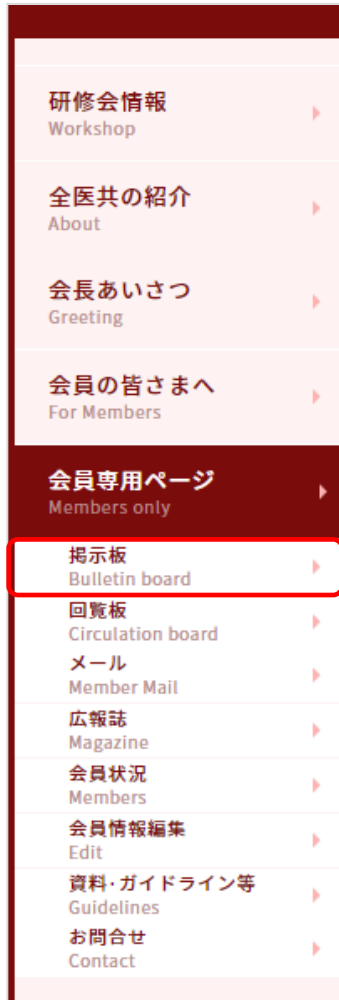 研修会情報
Workshop
全医共の紹介
About
会長あいさつ
Greeting
会員の皆さまへ
For Members
会員専用ページ
Members only
掲示板
Bulletin board
回覧板
Circulation board
メール
Member Mail
広報誌
Magazine
会員状況
Members
会員情報編集
Edit
資料・ガイドライン等
Guidelines
お問合せ
Contact